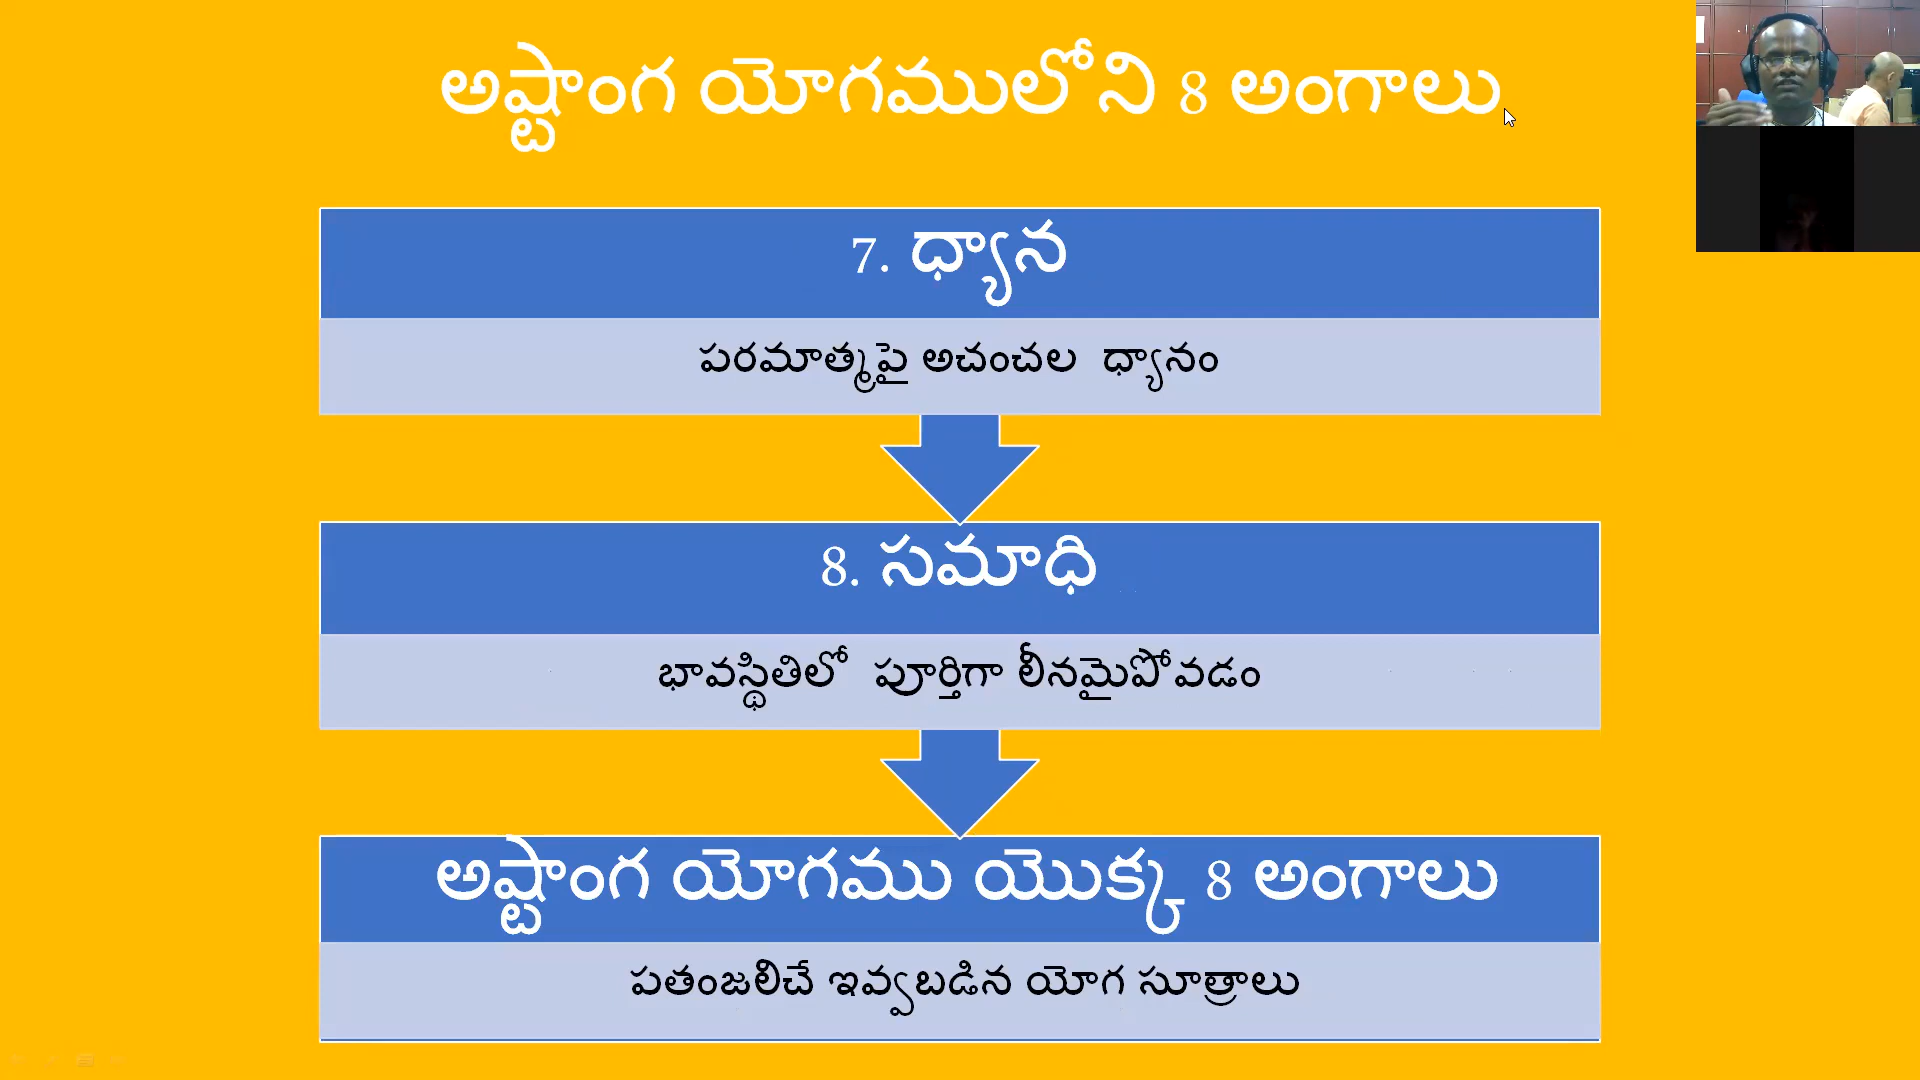 అష్టాంగ యోగములోని 8 అంగాలు
7. ధ్యాన
పరమాత్మపై అచంచల ధ్యానం
8. సమాధి
భావస్థితిలో పూర్తిగా లీనమైపోవడం
అష్టాంగ యోగము యొక్క 8 అంగాలు
పతంజలిచే ఇవ్వబడిన యోగ సూత్రాలు